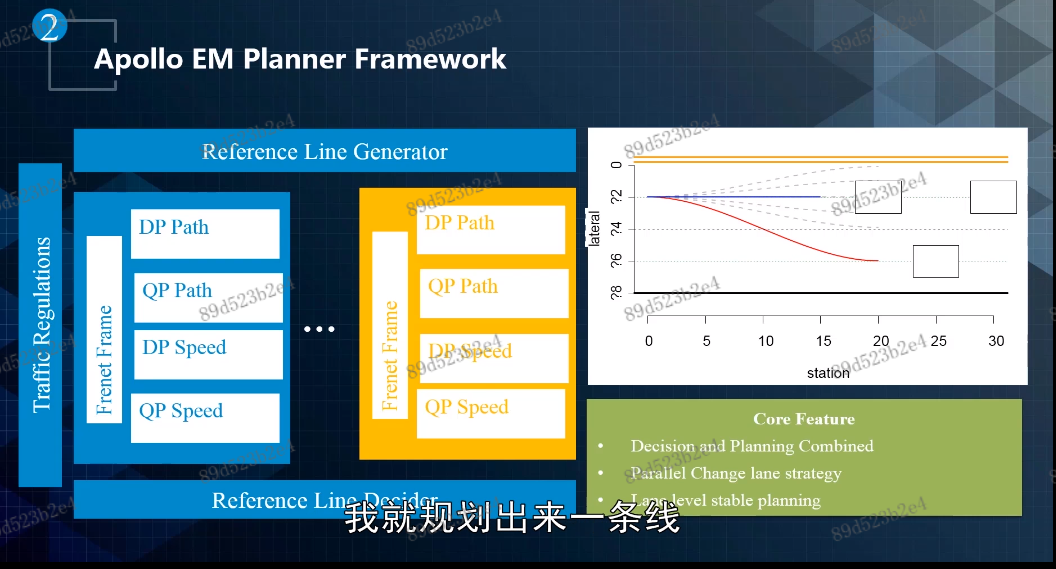 2
Apollo EM Planner Framework
Reference Line Generator
Traffic Regulations
Frenet Frame
DP Path
QP Path
DP Speed
QP Speed
...
Frenet Frame
DP Path
QP Path
DP Speed
QP Speed
Reference Line Decider
lateral
0
?2
?4
?6
?8
0
5
10
15
20
25
30
station
Core Feature
• Decision and Planning Combined
• Parallel Change lane strategy
• Lane level stable planning
我就规划出来一条线
89d523b2e4